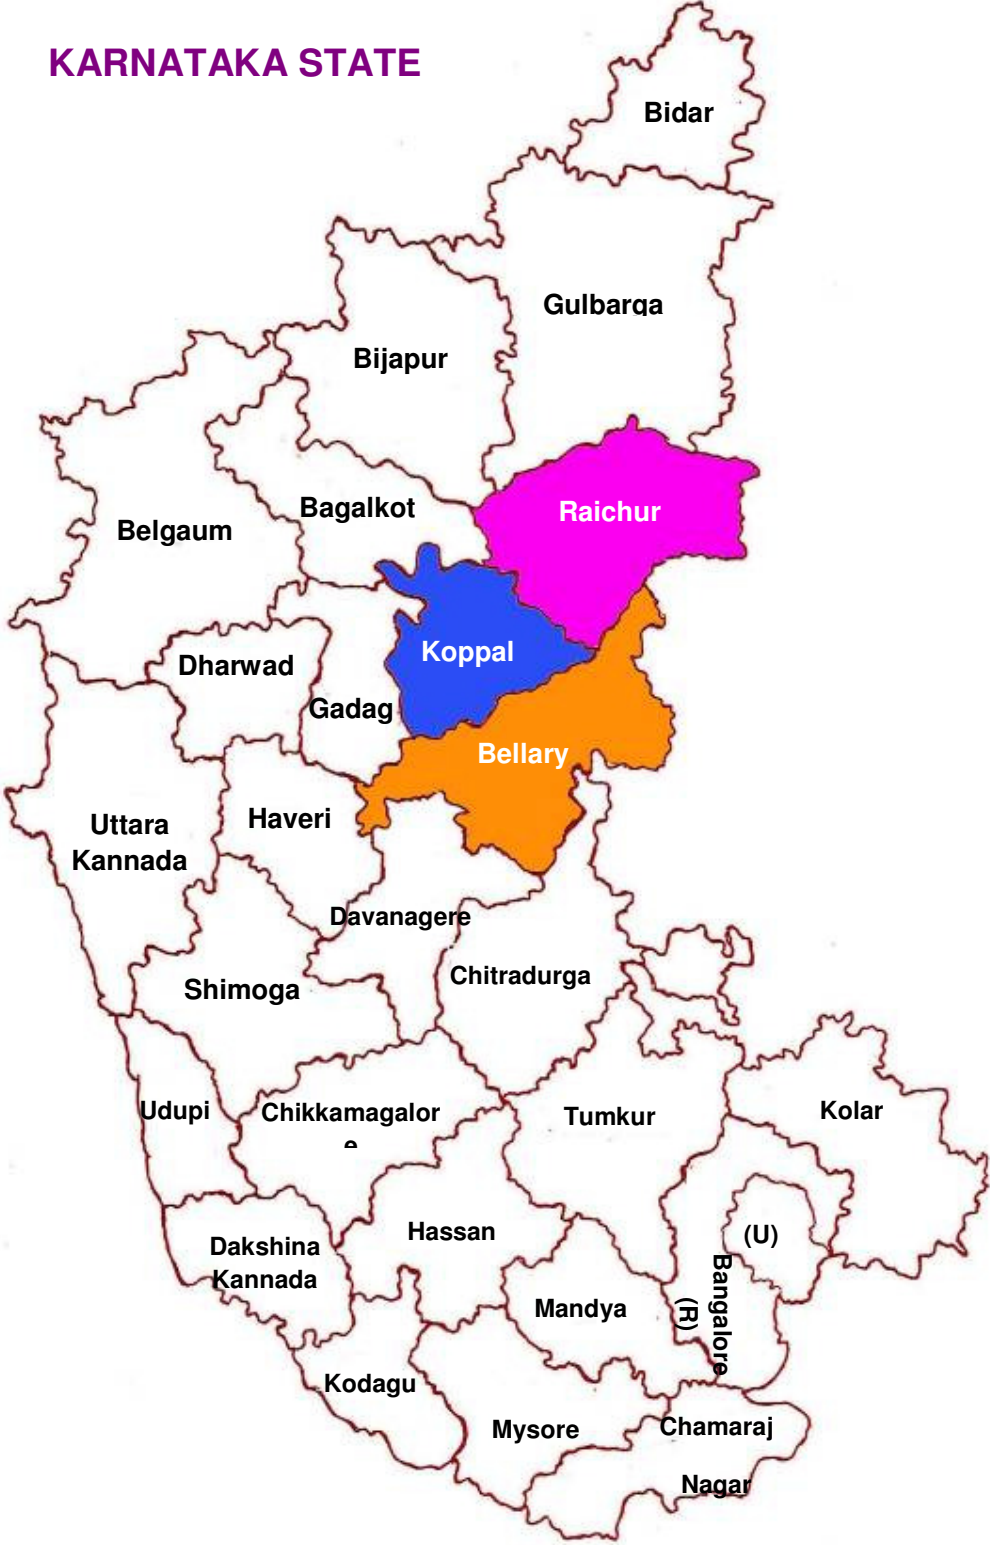 KARNATAKA STATE
Bidar
Gulbarga
Bijapur
Raichur
Bagalkot
Belgaum
Koppal
Dharwad
Gadag
Bellary
Haveri
Uttara
Kannada
Davanagere
Chitradurga
Shimoga
Udupi
Chikkamagalor
e
Tumkur
Kolar
Hassan
(U)
Dakshina
Kannada
Bangalore
(R)
Mandya
Kodagu
Mysore
Chamaraj
Nagar